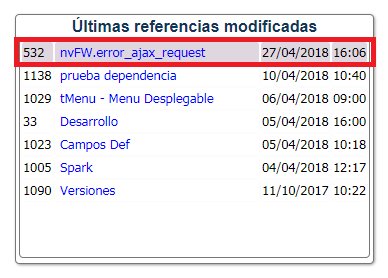 Últimas referencias modificadas
532 nvFW.error_ajax_request 27/04/2018 16:06
1138 prueba dependencia 10/04/2018 10:40
1029 tMenu - Menu Desplegable 06/04/2018 09:00
33 Desarrollo 05/04/2018 16:00
1023 Campos Def 05/04/2018 10:18
1005 Spark 04/04/2018 12:17
1090 Versiones 11/10/2017 10:22